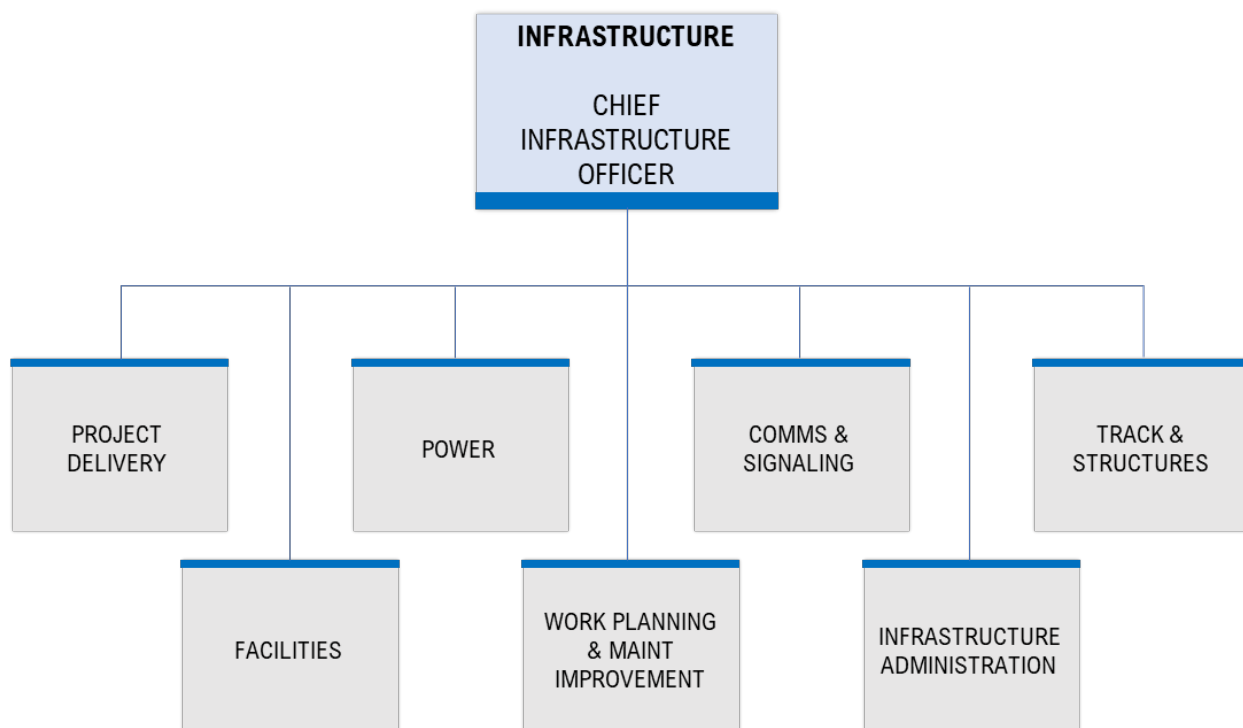 INFRASTRUCTURE
CHIEF
INFRASTRUCTURE
OFFICER
PROJECT
DELIVERY
POWER
COMMS &
SIGNALING
TRACK &
STRUCTURES
FACILITIES
WORK PLANNING
& MAINT
IMPROVEMENT
INFRASTRUCTURE
ADMINISTRATION